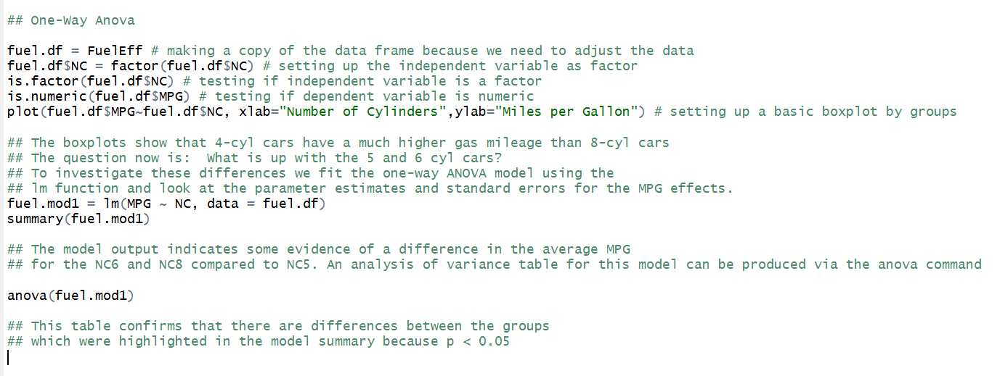 ## One-Way Anova
fuel.df = FuelEff # making a copy of the data frame because we need to adjust the data
fuel.df$NC = factor(fuel.df$NC) # setting up the independent variable as factor
is.factor(fuel.df$NC) # testing if independent variable is a factor
is.numeric(fuel.df$MPG) # testing if dependent variable is numeric
plot(fuel.df$MPG~fuel.df$NC, xlab="Number of Cylinders",ylab="Miles per Gallon") # setting up a basic boxplot by groups
## The boxplots show that 4-cyl cars have a much higher gas mileage than 8-cyl cars
## The question now is:  What is up with the 5 and 6 cyl cars?
## To investigate these differences we fit the one-way ANOVA model using the
## lm function and look at the parameter estimates and standard errors for the MPG effects.
fuel.mod1 = lm(MPG ~ NC, data = fuel.df)
summary(fuel.mod1)
## The model output indicates some evidence of a difference in the average MPG
## for the NC6 and NC8 compared to NC5. An analysis of variance table for this model can be produced via the anova command
anova(fuel.mod1)
## This table confirms that there are differences between the groups
## which were highlighted in the model summary because p < 0.05